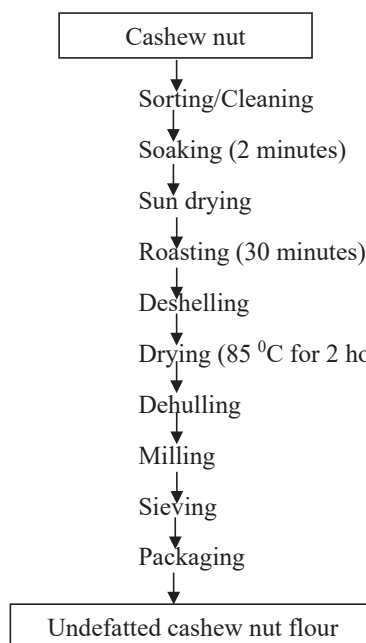 Cashew nut
Sorting/Cleaning
Soaking (2 minutes)
Sun drying
Roasting (30 minutes)
Deshelling
Drying (85 ⁰C for 2
Dehulling
Milling
Sieving
Packaging
Undefatted cashew nut flour